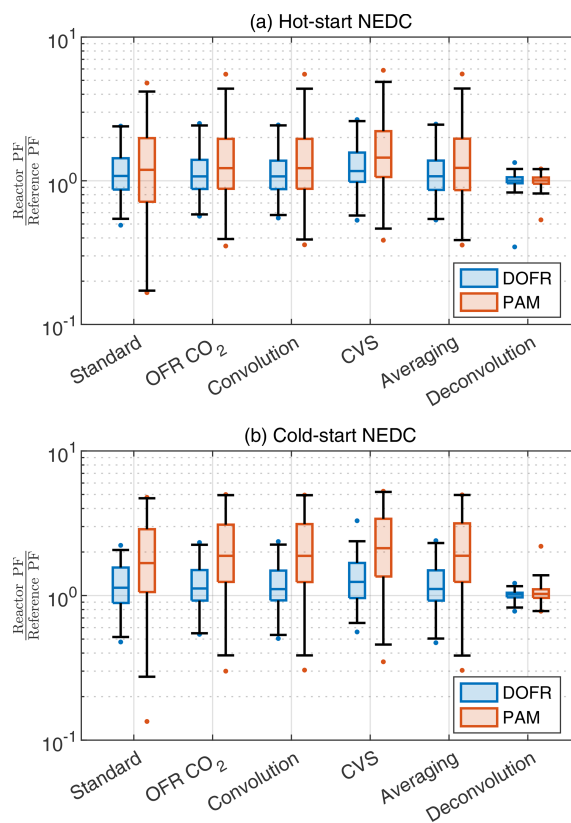 (a) Hot-start NEDC
10^1
10^0
10^-1
Reactor PF
Reference PF
DOFR
PAM
Standard
OFR CO₂
Convolution
CVS
Averaging
Deconvolution
(b) Cold-start NEDC
10^1
10^0
10^-1
Reactor PF
Reference PF
DOFR
PAM
Standard
OFR CO₂
Convolution
CVS
Averaging
Deconvolution